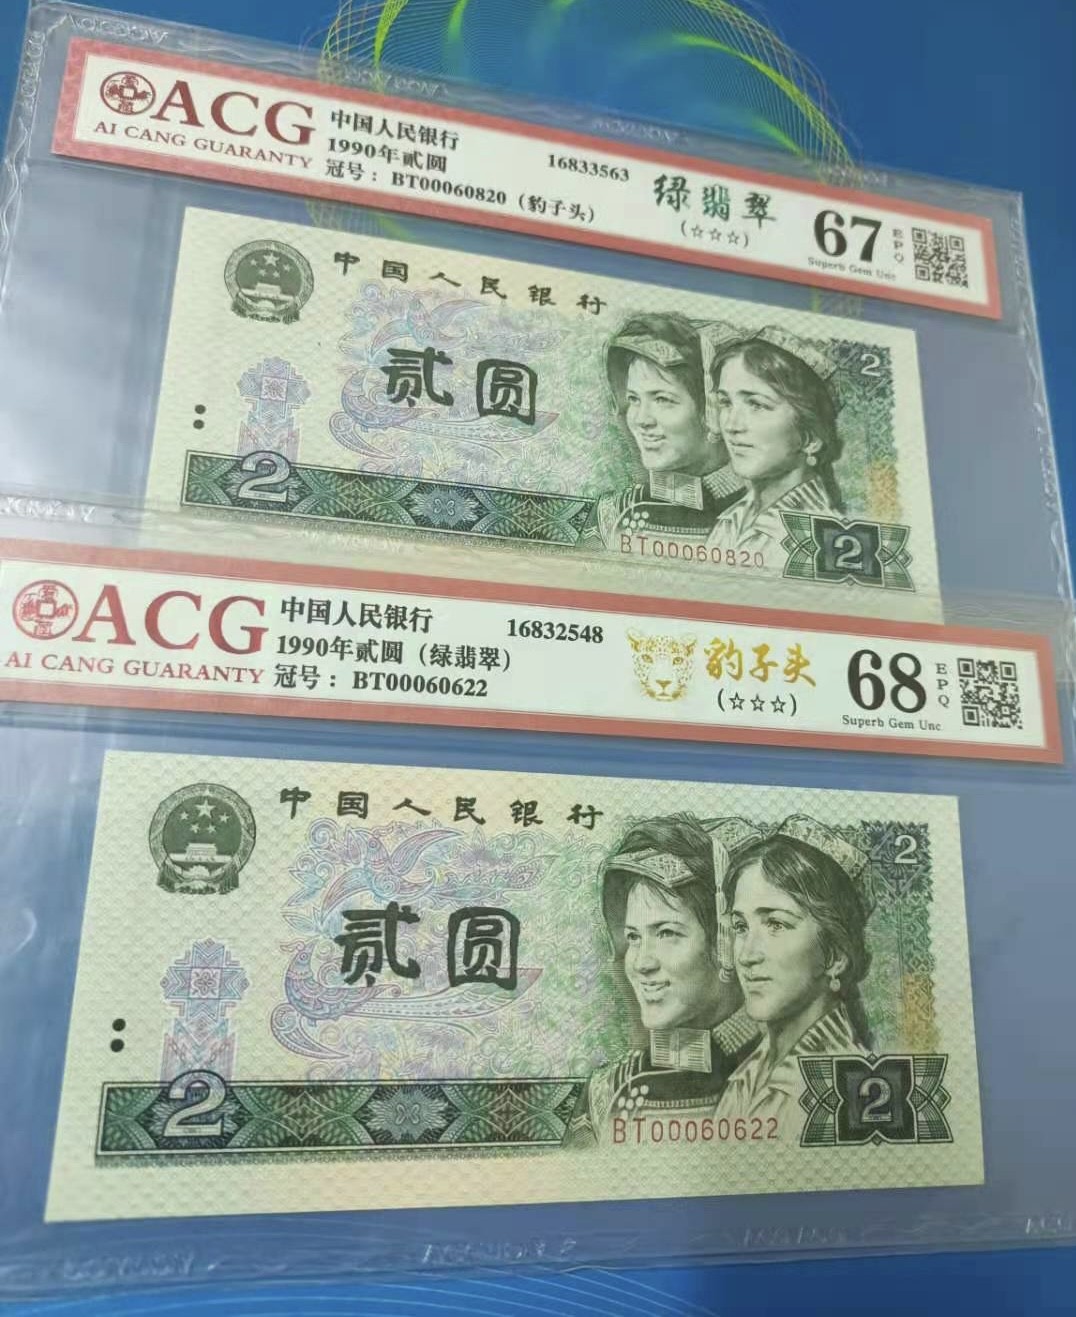 ACG
AI CANG GUARANTY
中国人民银行
1990年贰圆
16833563
冠号：BT00060820（豹子头）
绿翡翠
(☆☆☆)
67
EPQ
Superb Gem Unc
中国人民银行
贰圆
2
2
BT00060820
2
ACG
AI CANG GUARANTY
中国人民银行
16832548
1990年贰圆（绿翡翠）
冠号：BT00060622
豹子头
(☆☆☆)
68
EPQ
Superb Gem Unc
中国人民银行
2
贰圆
2
BT00060622
2